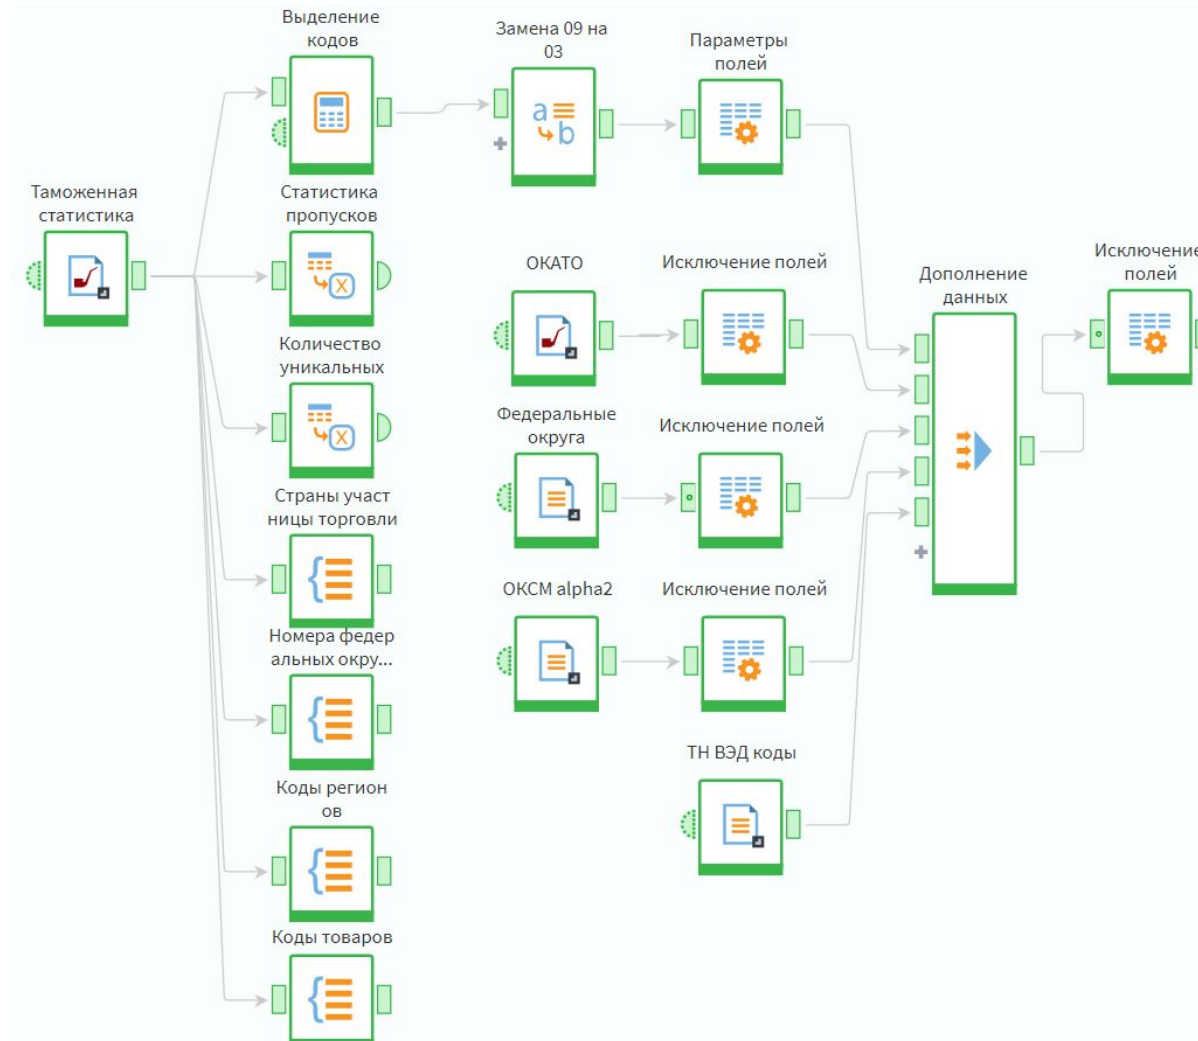 Выделение
кодов
Замена 09 на
03
Параметры
полей
Таможенная
статистика
Статистика
пропусков
ОКАТО
Исключение полей
Дополнение
данных
Исключение
полей
Количество
уникальных
Федеральные
округа
Исключение полей
Страны участ
ницы торговли
ОКСМ alpha2
Исключение полей
Номера федер
альных окру...
ТН ВЭД коды
Коды регион
ов
Коды товаров